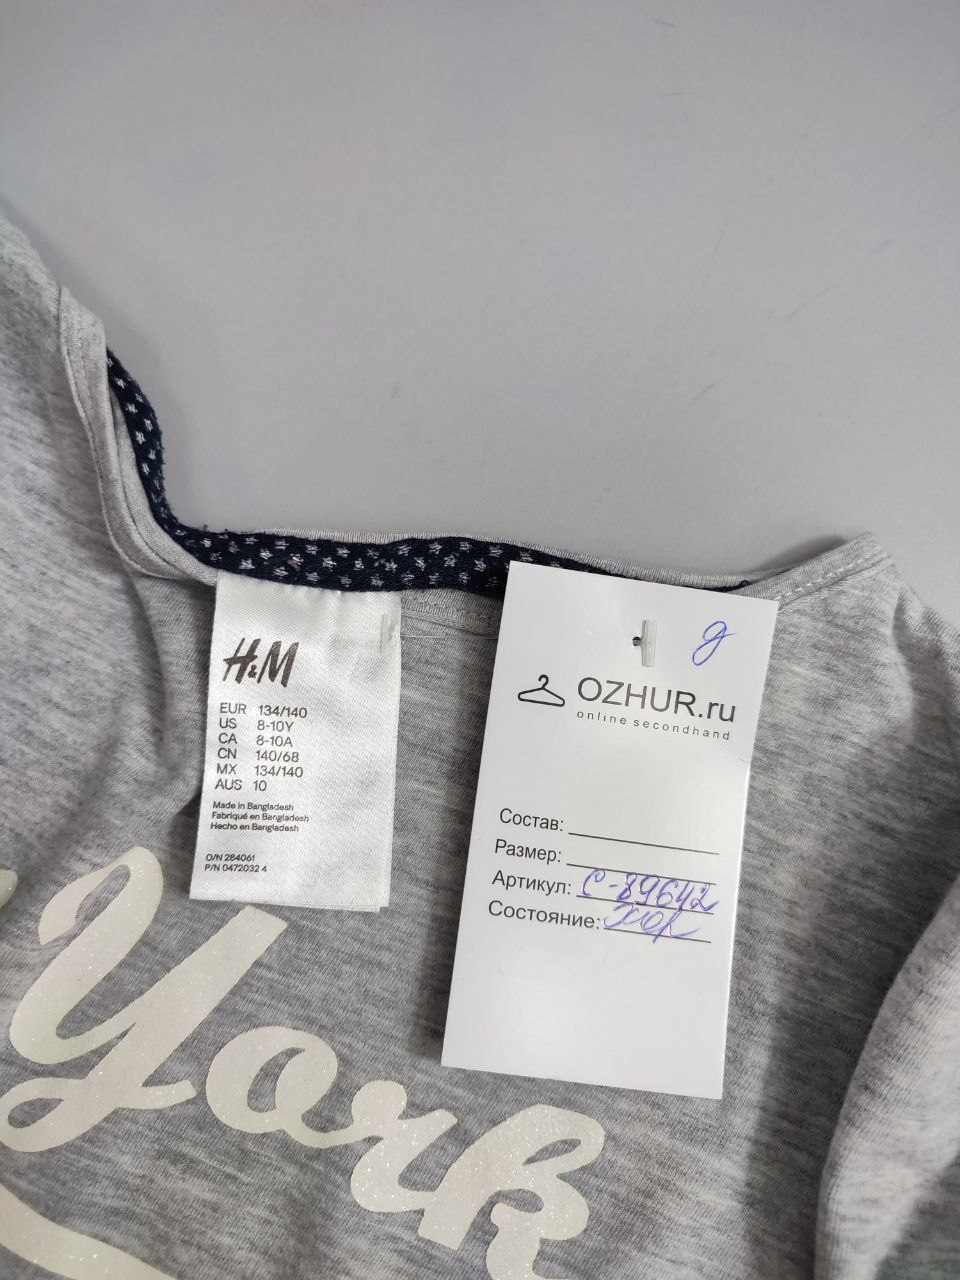 H&M
EUR 134/140
US 8-10Y
CA 8-10A
CN 140/68
MX 134/140
AUS 10
Made in Bangladesh
Fabriqué en Bangladesh
Hecho en Bangladesh
O/N 284061
P/N 0472032 4
д
OZHUR.ru
online secondhand
Состав:
Размер:
Артикул: С-89642
Состояние: хор
York